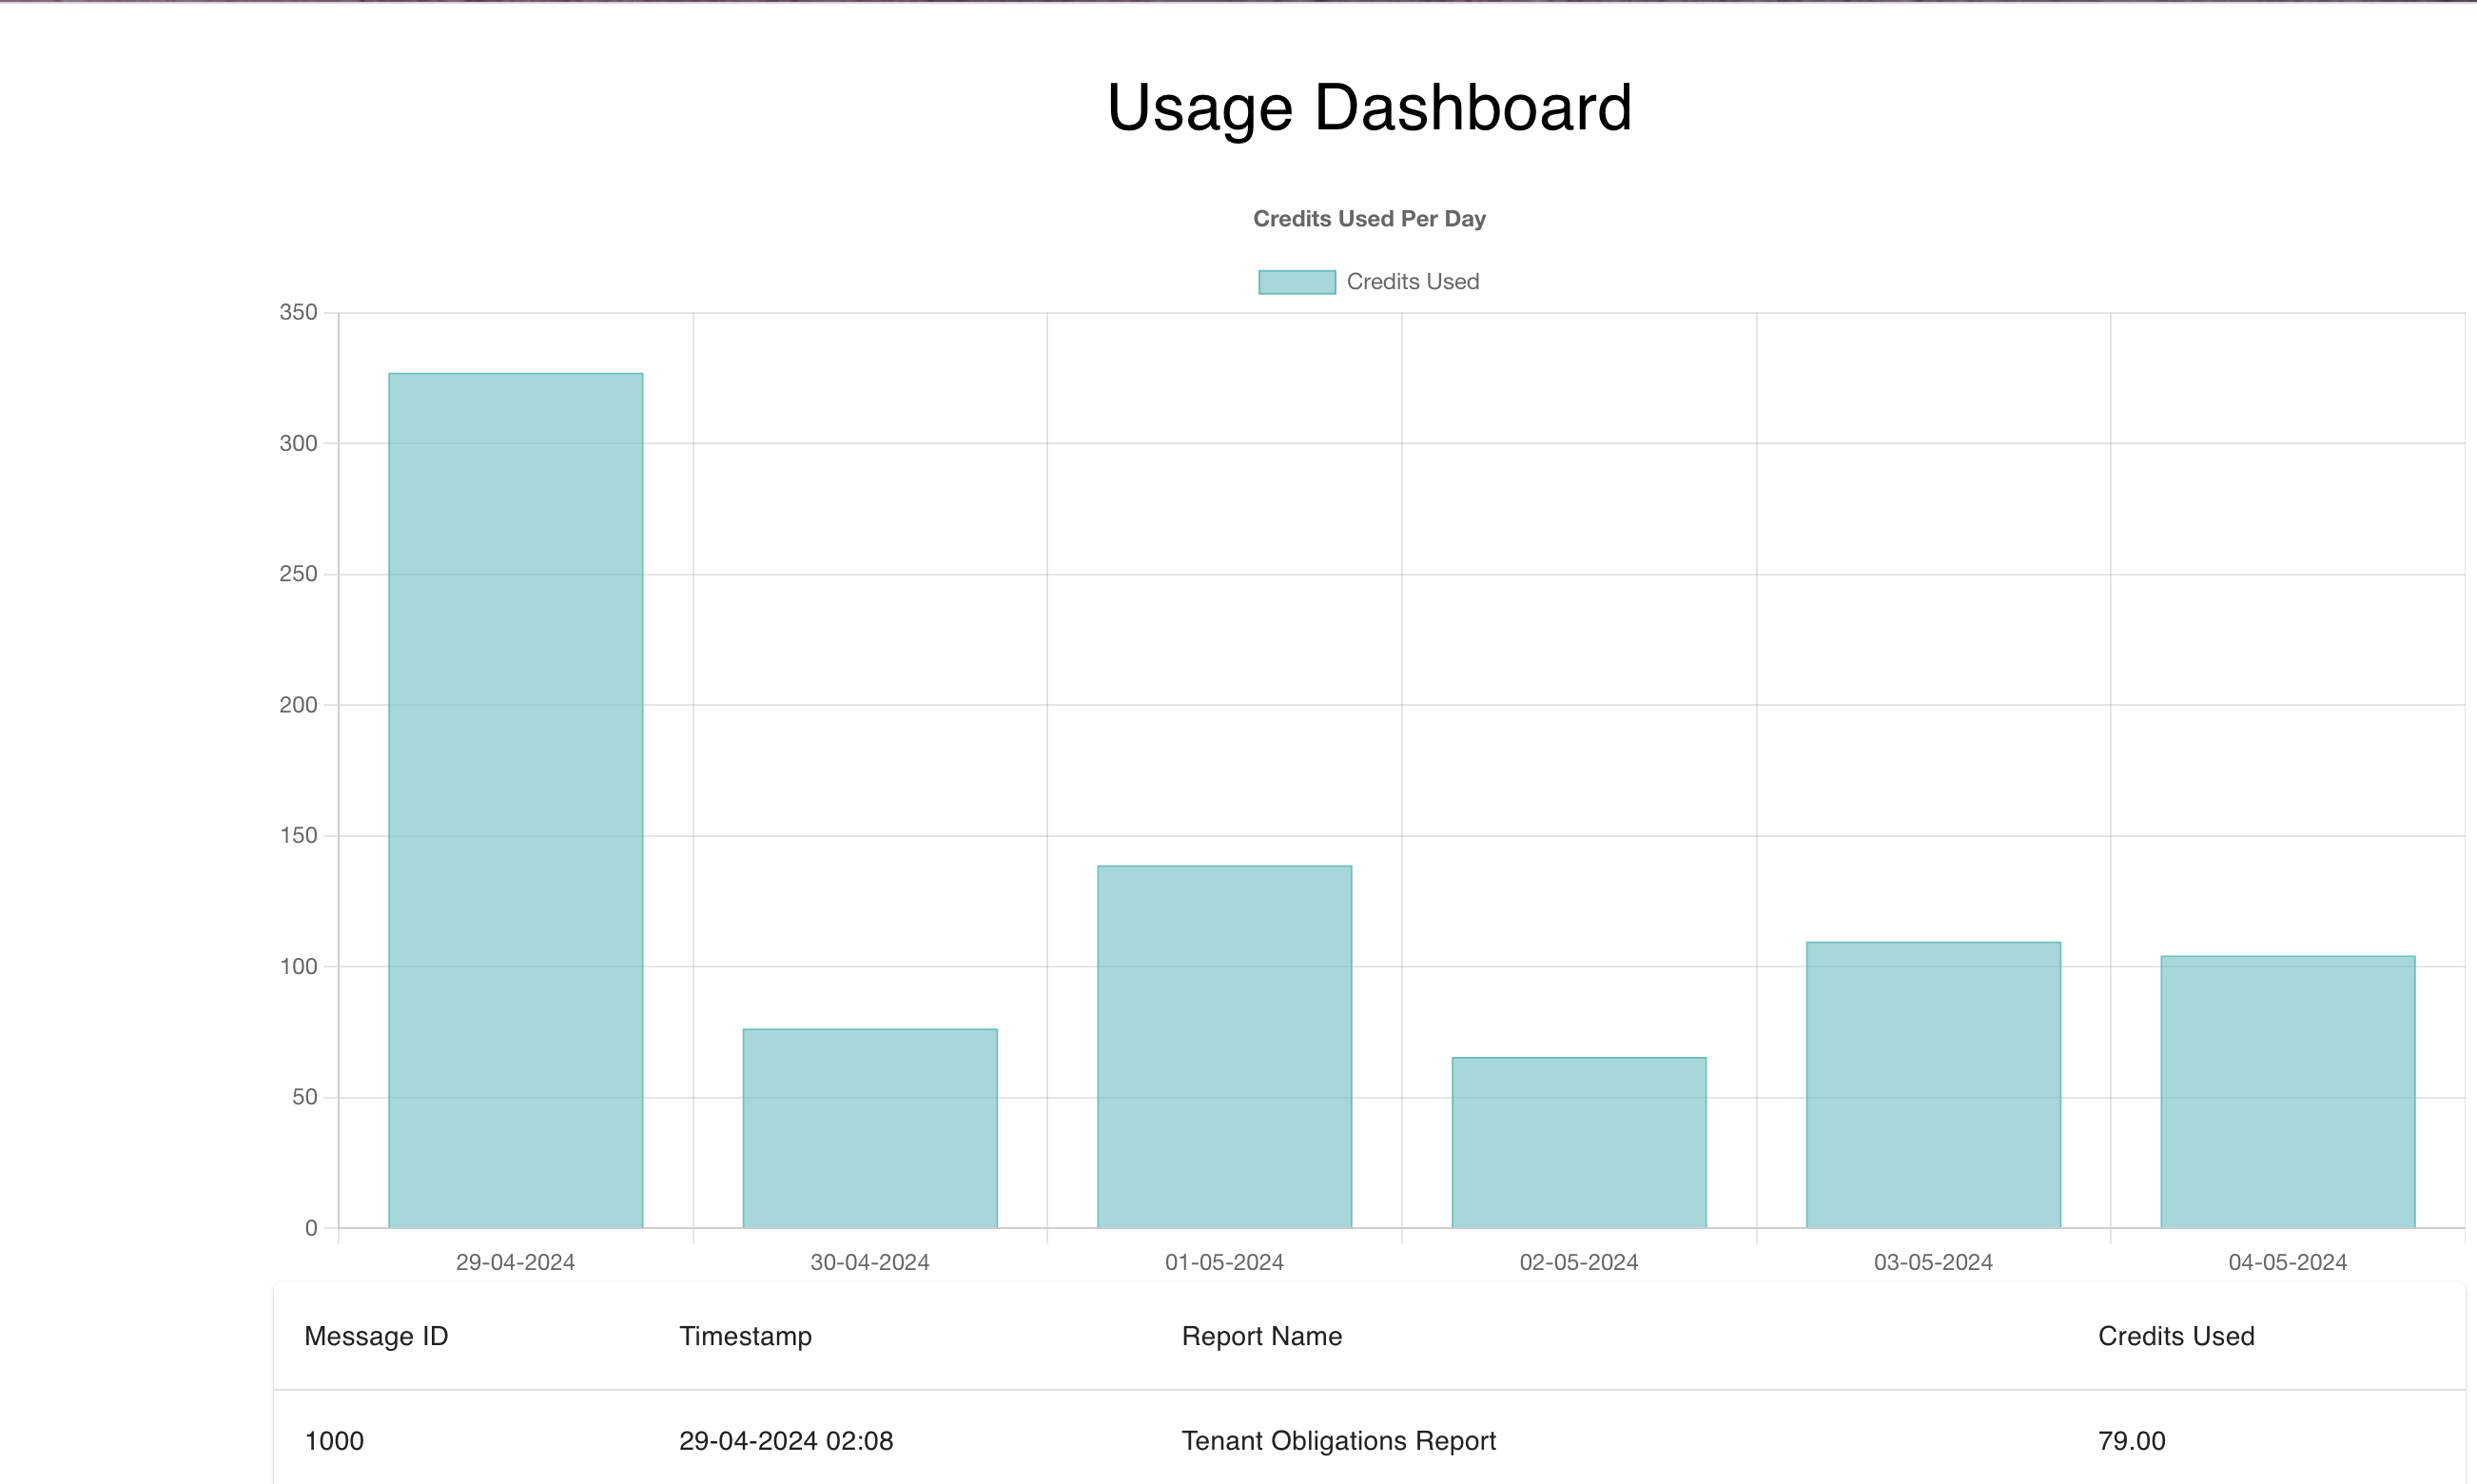 Usage Dashboard
Credits Used Per Day
Credits Used
350
300
250
200
150
100
50
0
29-04-2024 30-04-2024 01-05-2024 02-05-2024 03-05-2024 04-05-2024
Message ID Timestamp Report Name Credits Used
1000 29-04-2024 02:08 Tenant Obligations Report 79.00